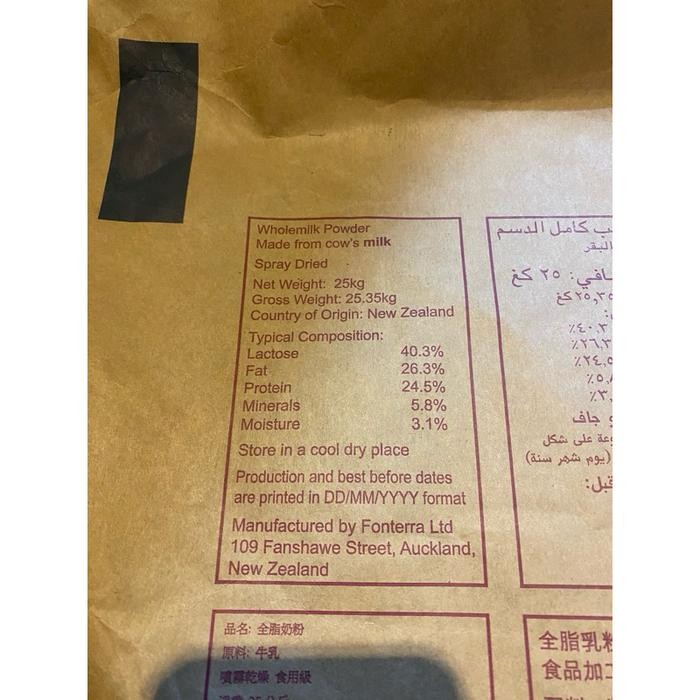 Wholemilk Powder
Made from cow's milk
Spray Dried
Net Weight: 25kg
Gross Weight: 25.35kg
Country of Origin: New Zealand
Typical Composition:
Lactose 40.3%
Fat 26.3%
Protein 24.5%
Minerals 5.8%
Moisture 3.1%
Store in a cool dry place
Production and best before dates
are printed in DD/MM/YYYY format
Manufactured by Fonterra Ltd
109 Fanshawe Street, Auckland,
New Zealand
كامل الدسم
البقر
٢٥ كغ
كغ
٪٤٠,٣
٪٢٦,٣
جاف
على شكل
(يوم شهر سنة)
品名: 全脂奶粉
原料: 牛乳
噴霧乾燥 食用級
全脂乳
食品加